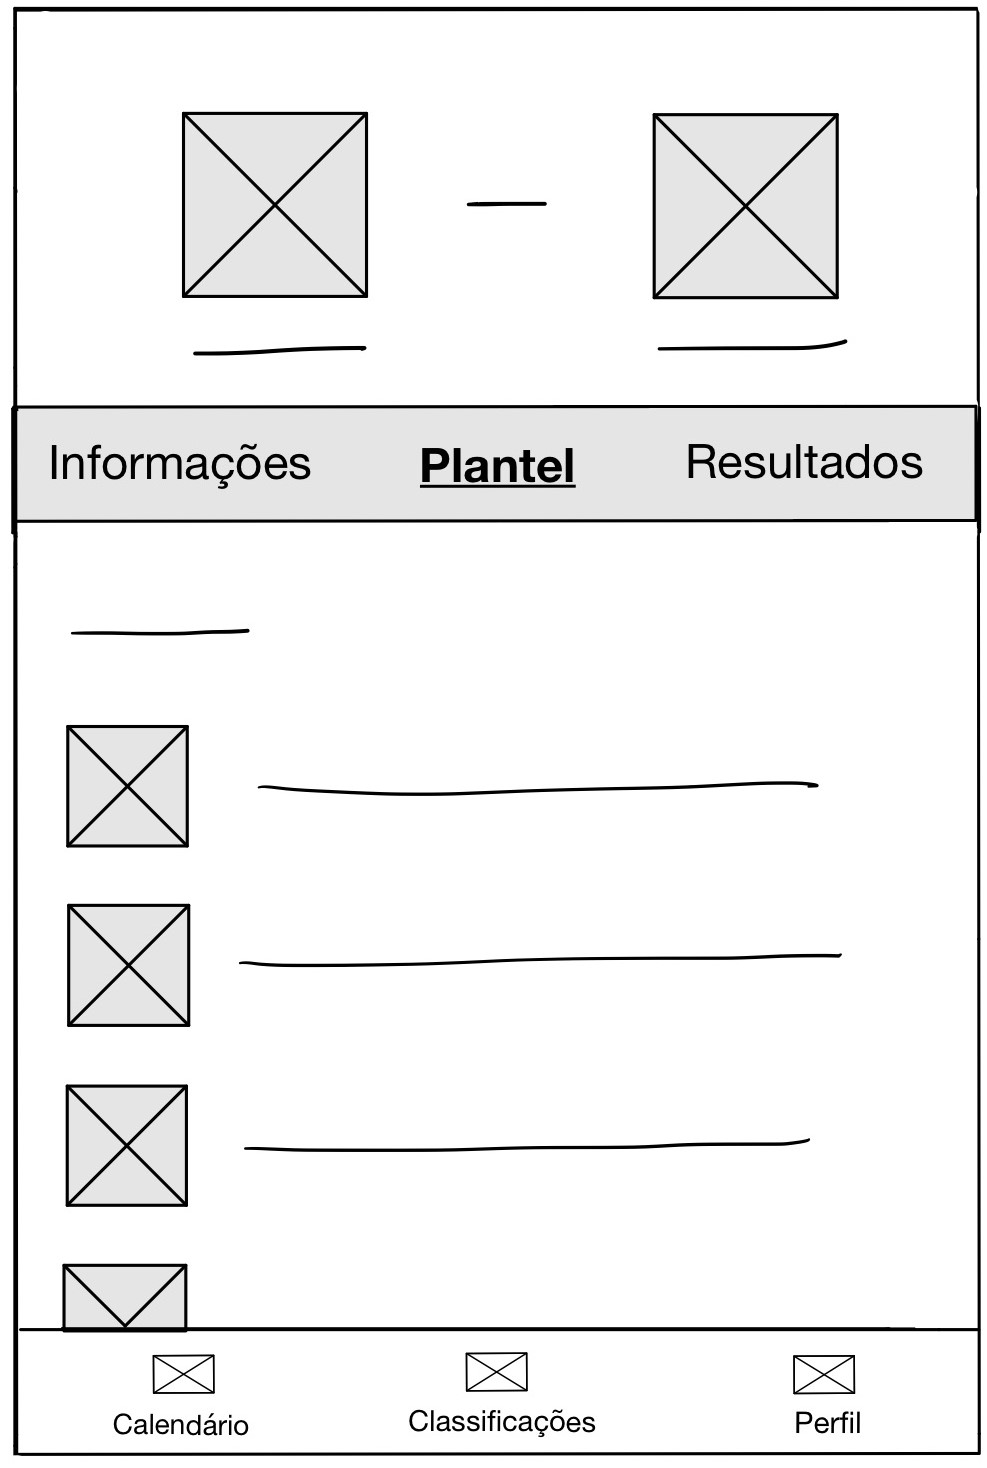 Informações Plantel Resultados
Calendário Classificações Perfil